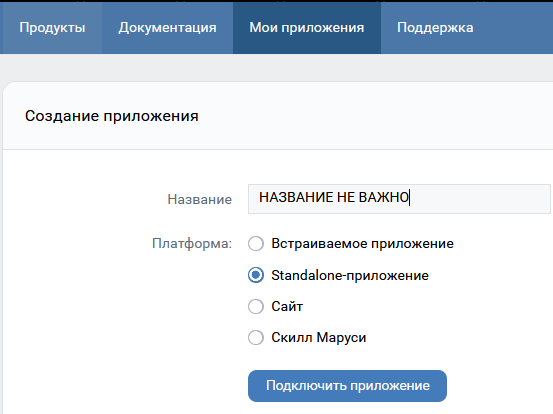 Продукты Документация Мои приложения Поддержка
Создание приложения
Название НАЗВАНИЕ НЕ ВАЖНО
Платформа: Встраиваемое приложение
Standalone-приложение
Сайт
Скилл Маруси
Подключить приложение